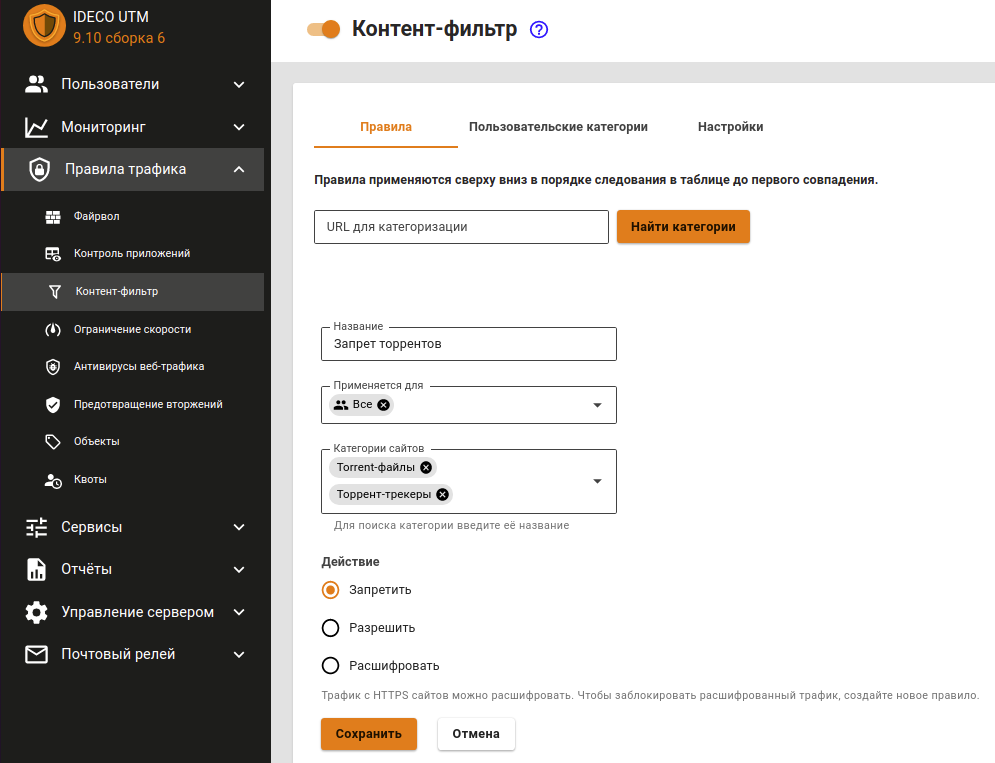 IDECO UTM
9.10 сборка 6
Пользователи
Мониторинг
Правила трафика
Файрвол
Контроль приложений
Контент-фильтр
Ограничение скорости
Антивирусы веб-трафика
Предотвращение вторжений
Объекты
Квоты
Сервисы
Отчёты
Управление сервером
Почтовый релей
Контент-фильтр ?
Правила Пользовательские категории Настройки
Правила применяются сверху вниз в порядке следования в таблице до первого совпадения.
URL для категоризации Найти категории
Название
Запрет торрентов
Применяется для
Все
Категории сайтов
Torrent-файлы
Торрент-трекеры
Для поиска категории введите её название
Действие
Запретить
Разрешить
Расшифровать
Трафик с HTTPS сайтов можно расшифровать. Чтобы заблокировать расшифрованный трафик, создайте новое правило.
Сохранить Отмена